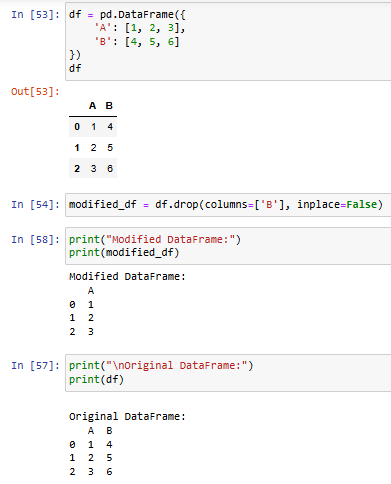 In [53]: df = pd.DataFrame({
'A': [1, 2, 3],
'B': [4, 5, 6]
})
df
Out[53]:
A B
0 1 4
1 2 5
2 3 6
In [54]: modified_df = df.drop(columns=['B'], inplace=False)
In [58]: print("Modified DataFrame:")
print(modified_df)
Modified DataFrame:
A
0 1
1 2
2 3
In [57]: print("\nOriginal DataFrame:")
print(df)
Original DataFrame:
A B
0 1 4
1 2 5
2 3 6